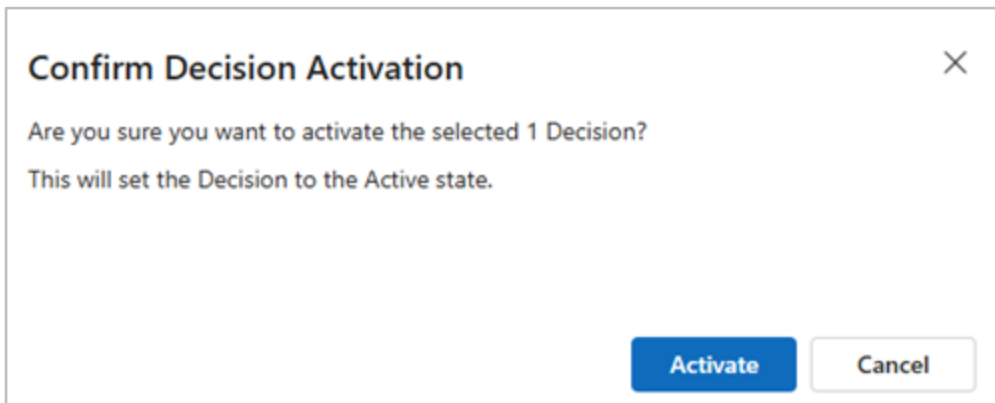 Confirm Decision Activation
Are you sure you want to activate the selected 1 Decision?
This will set the Decision to the Active state.
Activate Cancel